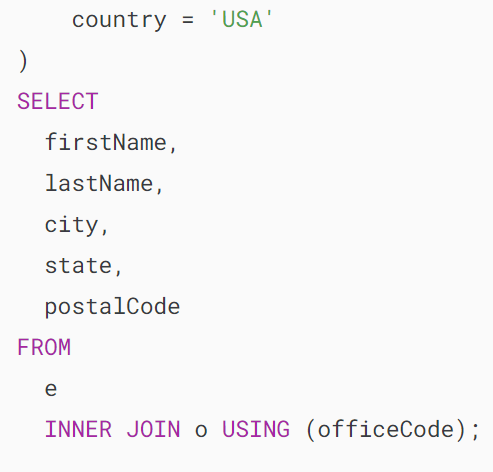 country = 'USA'
)
SELECT
  firstName,
  lastName,
  city,
  state,
  postalCode
FROM
  e
  INNER JOIN o USING (officeCode);